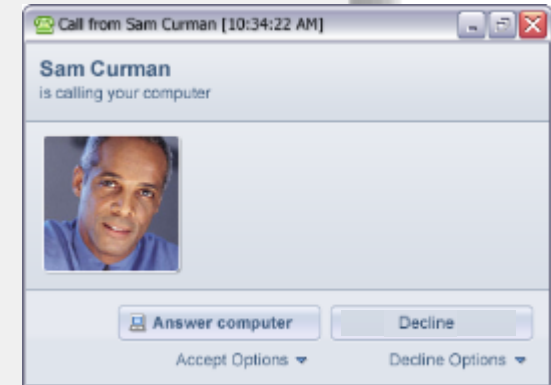 Call from Sam Curman [10:34:22 AM]
Sam Curman
is calling your computer
Answer computer
Decline
Accept Options
Decline Options